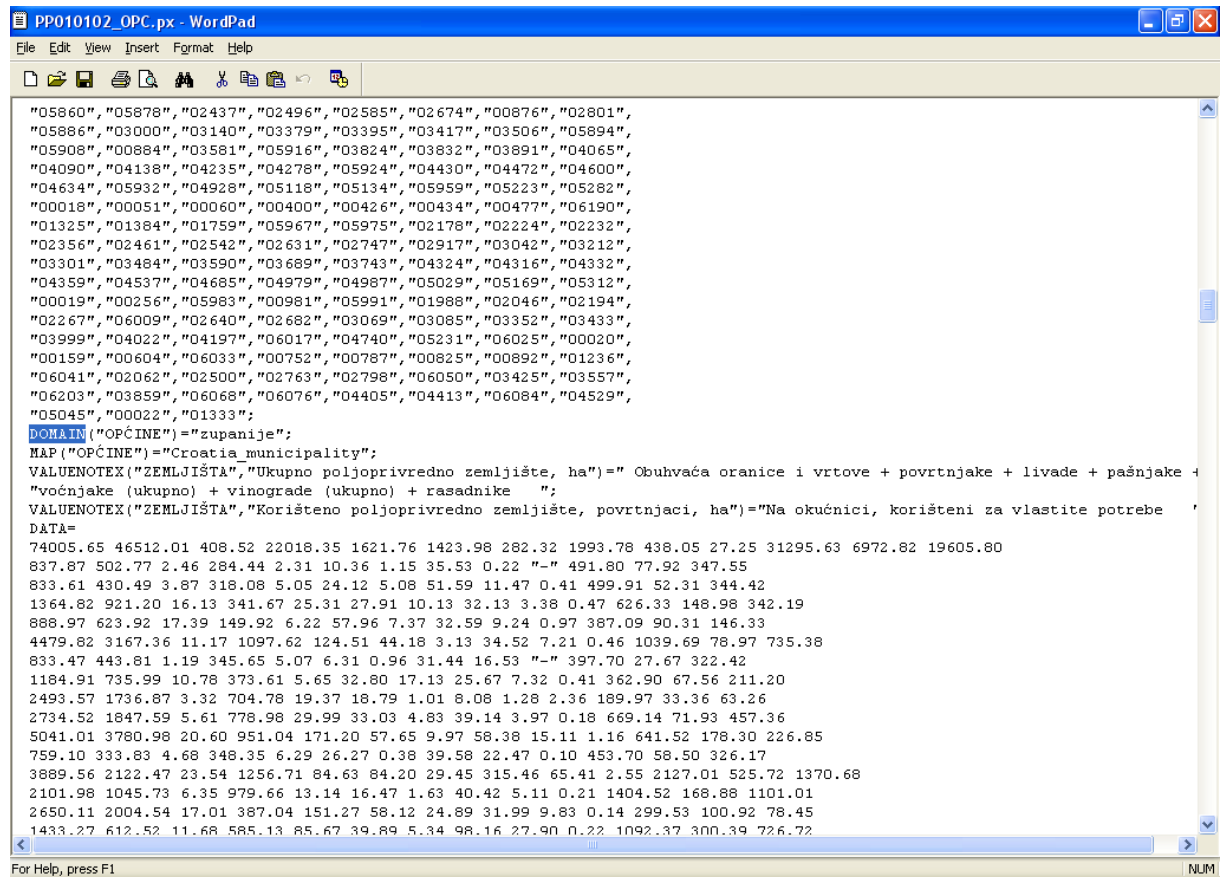 PP010102_OPC.px - WordPad
File Edit View Insert Format Help
"05860","05878","02437","02496","02585","02674","00876","02801",
"05886","03000","03140","03379","03395","03417","03506","05894",
"05908","00884","03581","05916","03824","03832","03891","04065",
"04090","04138","04235","04278","05924","04430","04472","04600",
"04634","05932","04928","05118","05134","05959","05223","05282",
"00018","00051","00060","00400","00426","00434","00477","06190",
"01325","01384","01759","05967","05975","02178","02224","02232",
"02356","02461","02542","02631","02747","02917","03042","03212",
"03301","03484","03590","03689","03743","04324","04316","04332",
"04359","04537","04685","04979","04987","05029","05169","05312",
"00019","00256","05983","00981","05991","01988","02046","02194",
"02267","06009","02640","02682","03069","03085","03352","03433",
"03999","04022","04197","06017","04740","05231","06025","00020",
"00159","00604","06033","00752","00787","00825","00892","01236",
"06041","02062","02500","02763","02798","06050","03425","03557",
"06203","03859","06068","06076","04405","04413","06084","04529",
"05045","00022","01333";
DOMAIN("OPĆINE")="zupanije";
MAP("OPĆINE")="Croatia_municipality";
VALUENOTEX("ZEMLJIŠTA","Ukupno poljoprivredno zemljište, ha")=" Obuhvaća oranice i vrtove + povrtnjake + livade + pašnjake +
"voćnjake (ukupno) + vinograde (ukupno) + rasadnike   ";
VALUENOTEX("ZEMLJIŠTA","Korišteno poljoprivredno zemljište, povrtnjaci, ha")="Na okućnici, korišteni za vlastite potrebe   "
DATA=
74005.65 46512.01 408.52 22018.35 1621.76 1423.98 282.32 1993.78 438.05 27.25 31295.63 6972.82 19605.80
837.87 502.77 2.46 284.44 2.31 10.36 1.15 35.53 0.22 "-" 491.80 77.92 347.55
833.61 430.49 3.87 318.08 5.05 24.12 5.08 51.59 11.47 0.41 499.91 52.31 344.42
1364.82 921.20 16.13 341.67 25.31 27.91 10.13 32.13 3.38 0.47 626.33 148.98 342.19
888.97 623.92 17.39 149.92 6.22 57.96 7.37 32.59 9.24 0.97 387.09 90.31 146.33
4479.82 3167.36 11.17 1097.62 124.51 44.18 3.13 34.52 7.21 0.46 1039.69 78.97 735.38
833.47 443.81 1.19 345.65 5.07 6.31 0.96 31.44 16.53 "-" 397.70 27.67 322.42
1184.91 735.99 10.78 373.61 5.65 32.80 17.13 25.67 7.32 0.41 362.90 67.56 211.20
2493.57 1736.87 3.32 704.78 19.37 18.79 1.01 8.08 1.28 2.36 189.97 33.36 63.26
2734.52 1847.59 5.61 778.98 29.99 33.03 4.83 39.14 3.97 0.18 669.14 71.93 457.36
5041.01 3780.98 20.60 951.04 171.20 57.65 9.97 58.38 15.11 1.16 641.52 178.30 226.85
759.10 333.83 4.68 348.35 6.29 26.27 0.38 39.58 22.47 0.10 453.70 58.50 326.17
3889.56 2122.47 23.54 1256.71 84.63 84.20 29.45 315.46 65.41 2.55 2127.01 525.72 1370.68
2101.98 1045.73 6.35 979.66 13.14 16.47 1.63 40.42 5.11 0.21 1404.52 168.88 1101.01
2650.11 2004.54 17.01 387.04 151.27 58.12 24.89 31.99 9.83 0.14 299.53 100.92 78.45
1433.27 612.52 11.68 585.13 85.67 39.89 5.34 98.16 27.90 0.22 1092.37 300.39 726.72
For Help, press F1
NUM